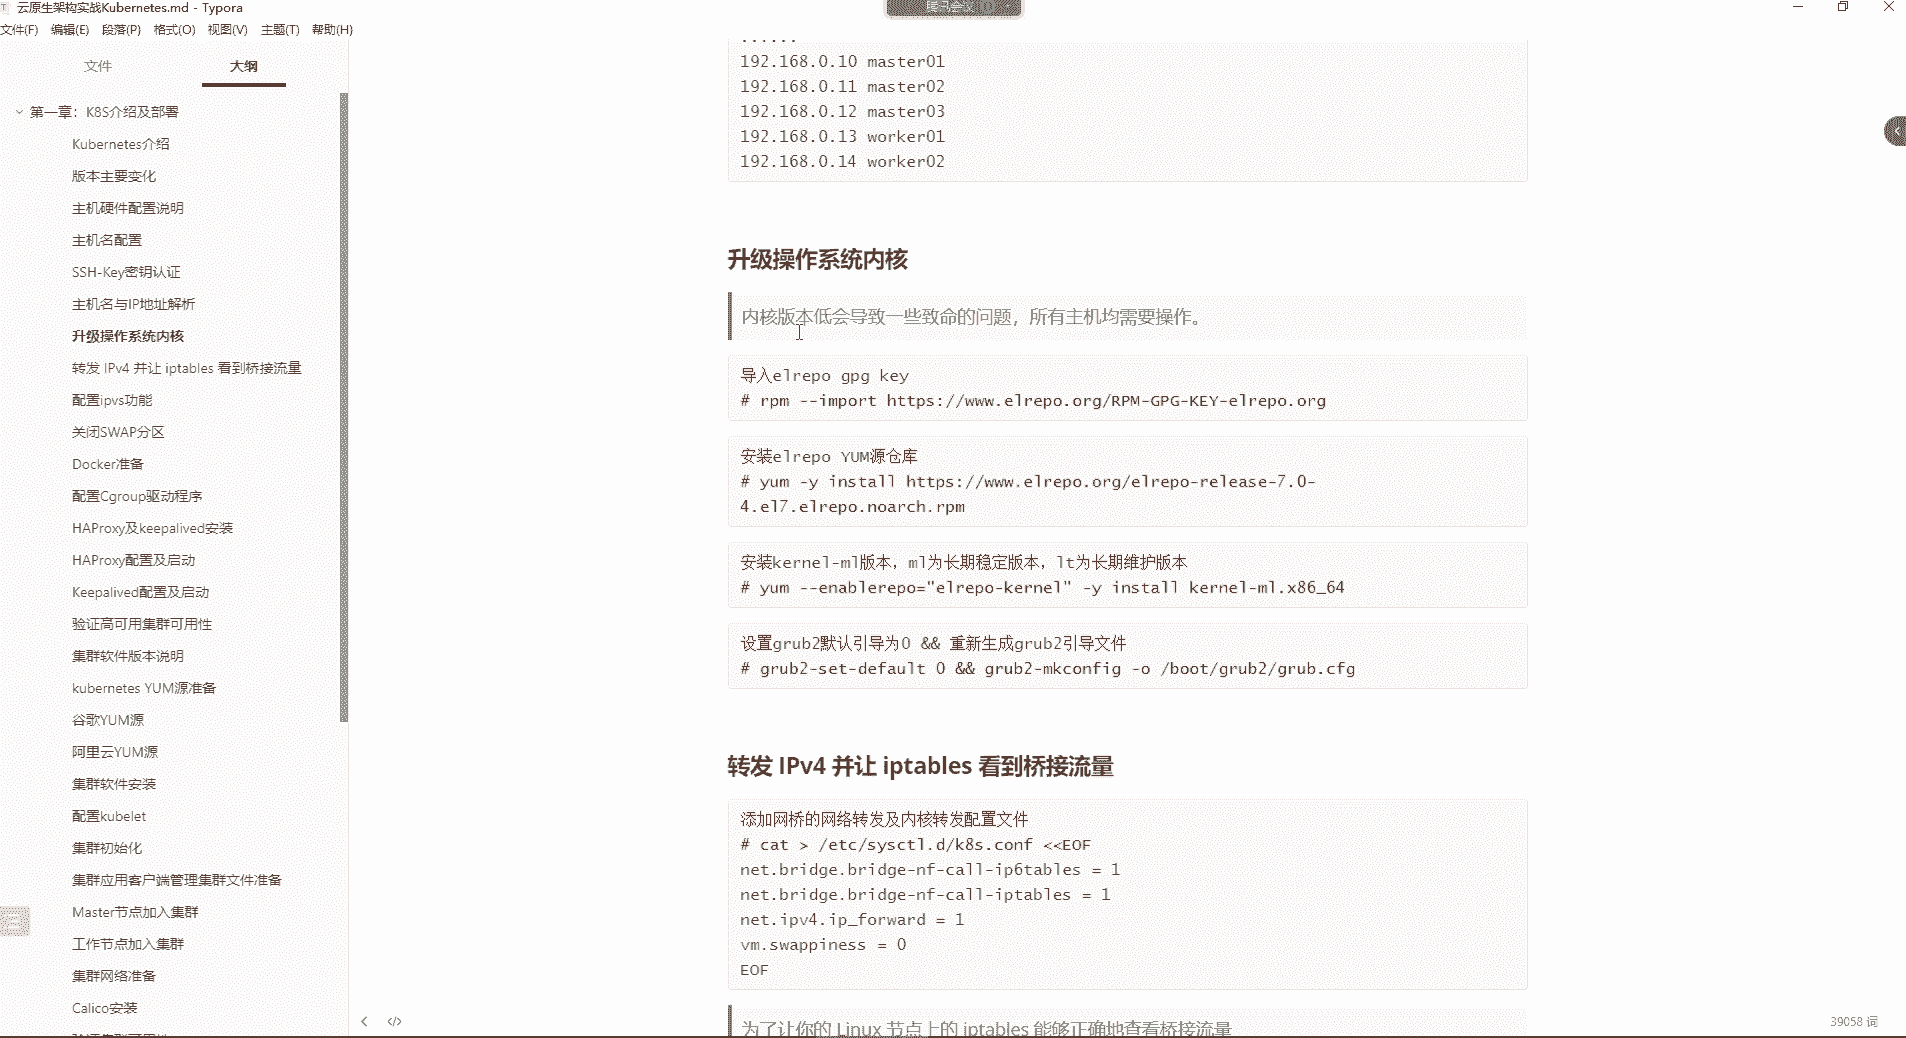 云原生架构实战Kubernetes.md - Typora
腾讯会议
文件(F) 编辑(E) 段落(P) 格式(O) 视图(V) 主题(T) 帮助(H)
文件 大纲
第一章：K8S介绍及部署
Kubernetes介绍
版本主要变化
主机硬件配置说明
主机名配置
SSH-Key密钥认证
主机名与IP地址解析
升级操作系统内核
转发 IPv4 并让 iptables 看到桥接流量
配置ipvs功能
关闭SWAP分区
Docker准备
配置Cgroup驱动程序
HAProxy及keepalived安装
HAProxy配置及启动
Keepalived配置及启动
验证高可用集群可用性
集群软件版本说明
kubernetes YUM源准备
谷歌YUM源
阿里云YUM源
集群软件安装
配置kubelet
集群初始化
集群应用客户端管理集群文件准备
Master节点加入集群
工作节点加入集群
集群网络准备
Calico安装
......
192.168.0.10 master01
192.168.0.11 master02
192.168.0.12 master03
192.168.0.13 worker01
192.168.0.14 worker02
升级操作系统内核
内核版本低会导致一些致命的问题，所有主机均需要操作。
导入elrepo gpg key
# rpm --import https://www.elrepo.org/RPM-GPG-KEY-elrepo.org
安装elrepo YUM源仓库
# yum -y install https://www.elrepo.org/elrepo-release-7.0-
4.el7.elrepo.noarch.rpm
安装kernel-ml版本，ml为长期稳定版本，lt为长期维护版本
# yum --enablerepo="elrepo-kernel" -y install kernel-ml.x86_64
设置grub2默认引导为0 && 重新生成grub2引导文件
# grub2-set-default 0 && grub2-mkconfig -o /boot/grub2/grub.cfg
转发 IPv4 并让 iptables 看到桥接流量
添加网桥的网络转发及内核转发配置文件
# cat > /etc/sysctl.d/k8s.conf <<EOF
net.bridge.bridge-nf-call-ip6tables = 1
net.bridge.bridge-nf-call-iptables = 1
net.ipv4.ip_forward = 1
vm.swappiness = 0
EOF
为了让你的 Linux 节点上的 iptables 能够正确地查看桥接流量
39058 词